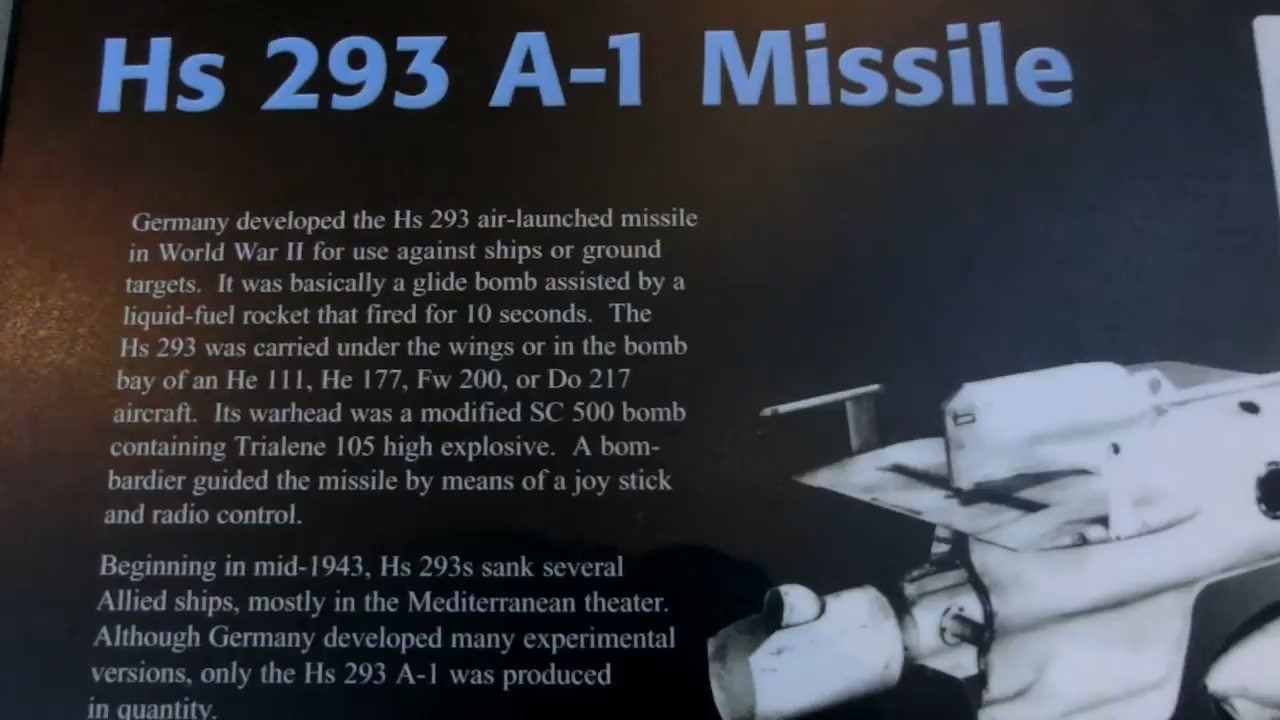 Hs 293 A-1 Missile
Germany developed the Hs 293 air-launched missile
in World War II for use against ships or ground
targets. It was basically a glide bomb assisted by a
liquid-fuel rocket that fired for 10 seconds. The
Hs 293 was carried under the wings or in the bomb
bay of an He 111, He 177, Fw 200, or Do 217
aircraft. Its warhead was a modified SC 500 bomb
containing Trialene 105 high explosive. A bom-
bardier guided the missile by means of a joy stick
and radio control.
Beginning in mid-1943, Hs 293s sank several
Allied ships, mostly in the Mediterranean theater.
Although Germany developed many experimental
versions, only the Hs 293 A-1 was produced
in quantity.